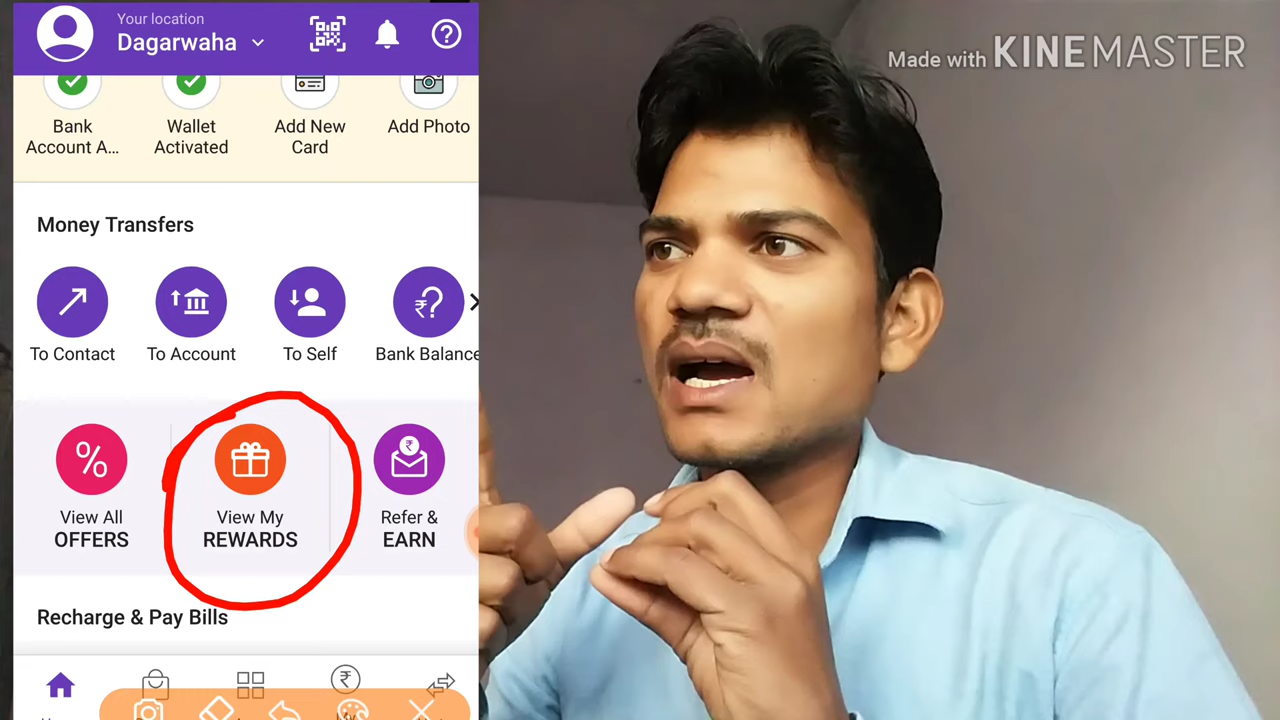 Your location
Dagarwaha
Made with KINEMASTER
Bank
Account A...
Wallet
Activated
Add New
Card
Add Photo
Money Transfers
To Contact
To Account
To Self
Bank Balance
View All
OFFERS
View My
REWARDS
Refer &
EARN
Recharge & Pay Bills